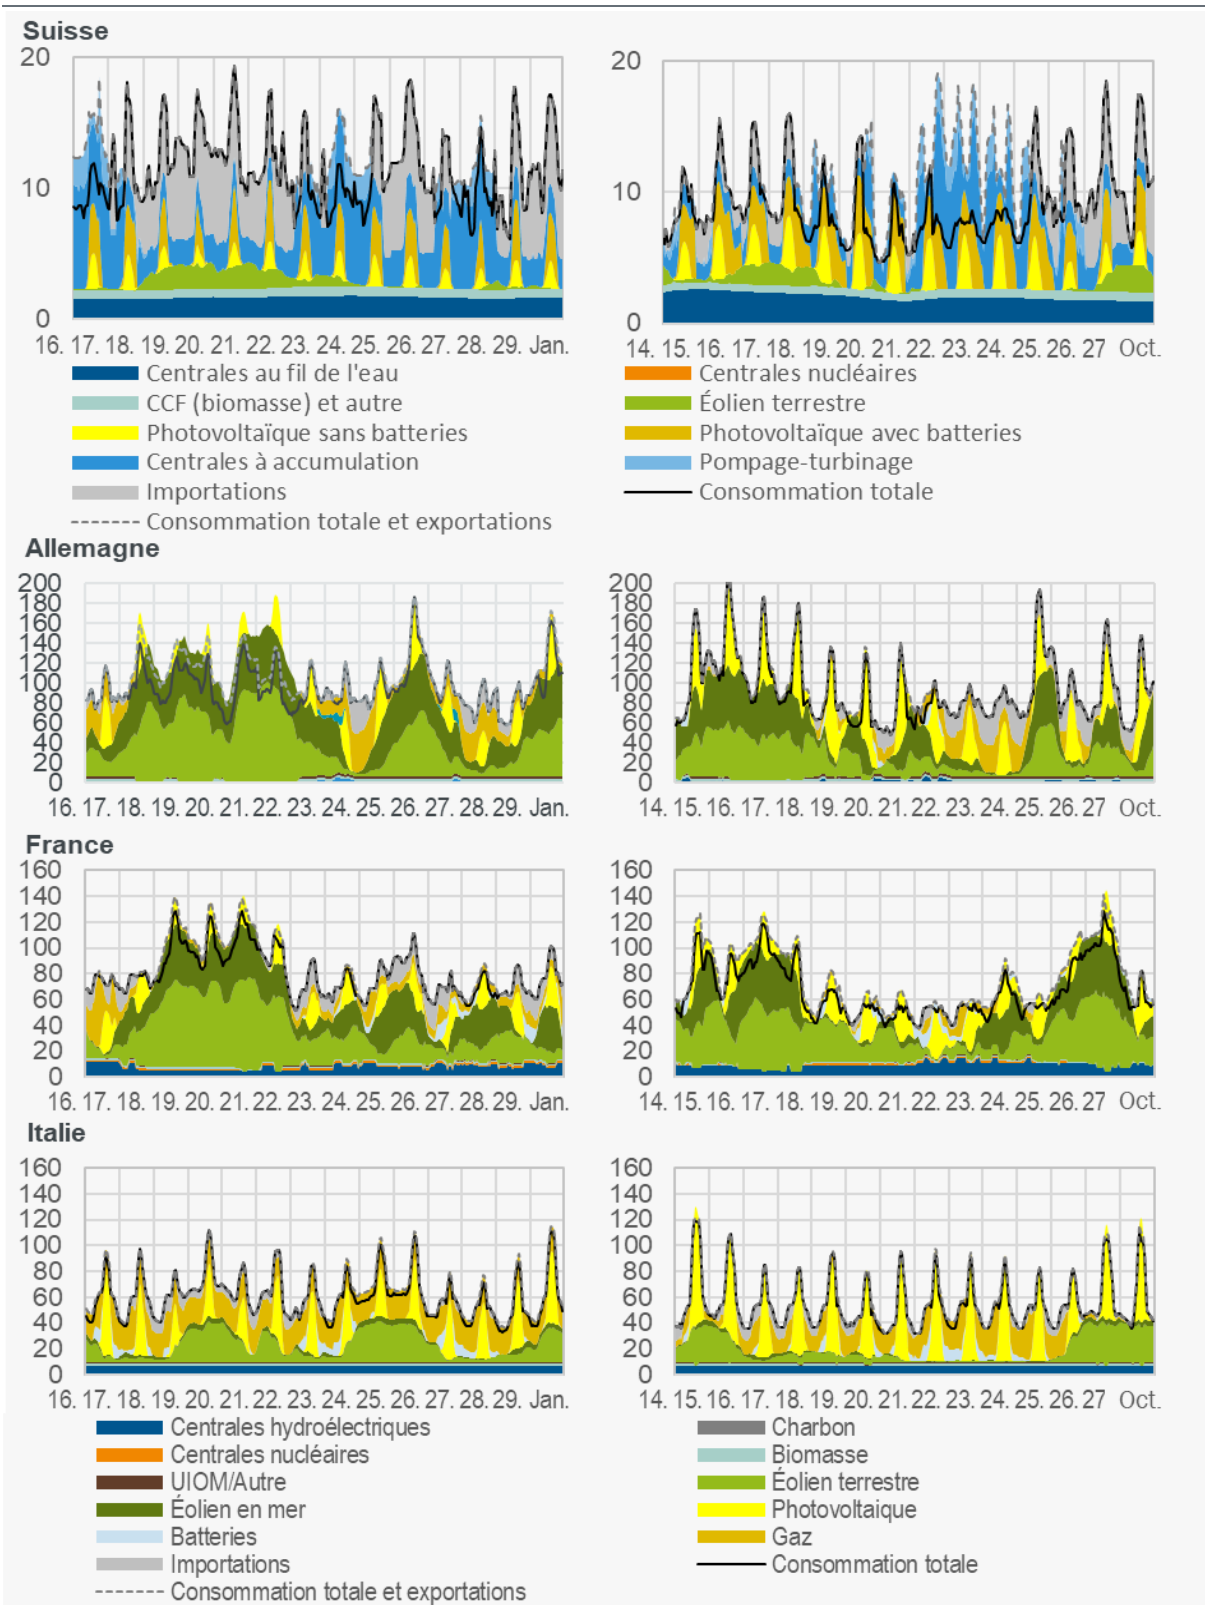 Suisse
20
10
0
16. 17. 18. 19. 20. 21. 22. 23. 24. 25. 26. 27. 28. 29. Jan.
20
10
0
14. 15. 16. 17. 18. 19. 20. 21. 22. 23. 24. 25. 26. 27 Oct.
Centrales au fil de l'eau
Centrales nucléaires
CCF (biomasse) et autre
Éolien terrestre
Photovoltaïque sans batteries
Photovoltaïque avec batteries
Centrales à accumulation
Pompage-turbinage
Importations
Consommation totale
Consommation totale et exportations
Allemagne
200
180
160
140
120
100
80
60
40
20
0
16. 17. 18. 19. 20. 21. 22. 23. 24. 25. 26. 27. 28. 29. Jan.
200
180
160
140
120
100
80
60
40
20
0
14. 15. 16. 17. 18. 19. 20. 21. 22. 23. 24. 25. 26. 27 Oct.
France
160
140
120
100
80
60
40
20
0
16. 17. 18. 19. 20. 21. 22. 23. 24. 25. 26. 27. 28. 29. Jan.
160
140
120
100
80
60
40
20
0
14. 15. 16. 17. 18. 19. 20. 21. 22. 23. 24. 25. 26. 27 Oct.
Italie
160
140
120
100
80
60
40
20
0
16. 17. 18. 19. 20. 21. 22. 23. 24. 25. 26. 27. 28. 29. Jan.
160
140
120
100
80
60
40
20
0
14. 15. 16. 17. 18. 19. 20. 21. 22. 23. 24. 25. 26. 27 Oct.
Centrales hydroélectriques
Charbon
Centrales nucléaires
Biomasse
UIOM/Autre
Éolien terrestre
Éolien en mer
Photovoltaique
Batteries
Gaz
Importations
Consommation totale
Consommation totale et exportations